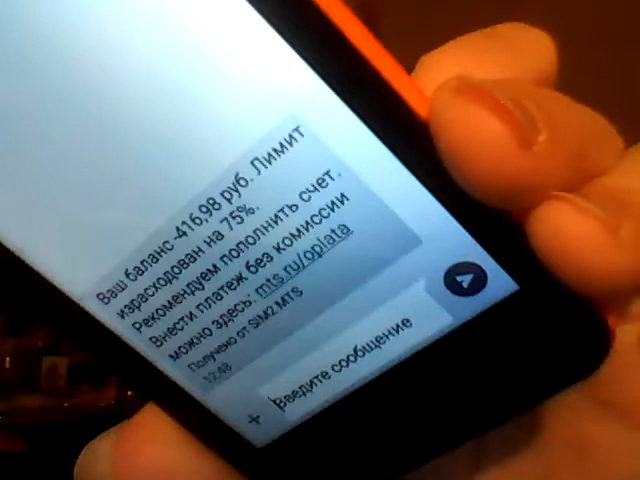 Ваш баланс -416,98 руб. Лимит
израсходован на 75%.
Рекомендуем пополнить счет.
Внести платеж без комиссии
можно здесь: mts.ru/oplata
Получено от SIM2 MTS
12:48
+ Введите сообщение